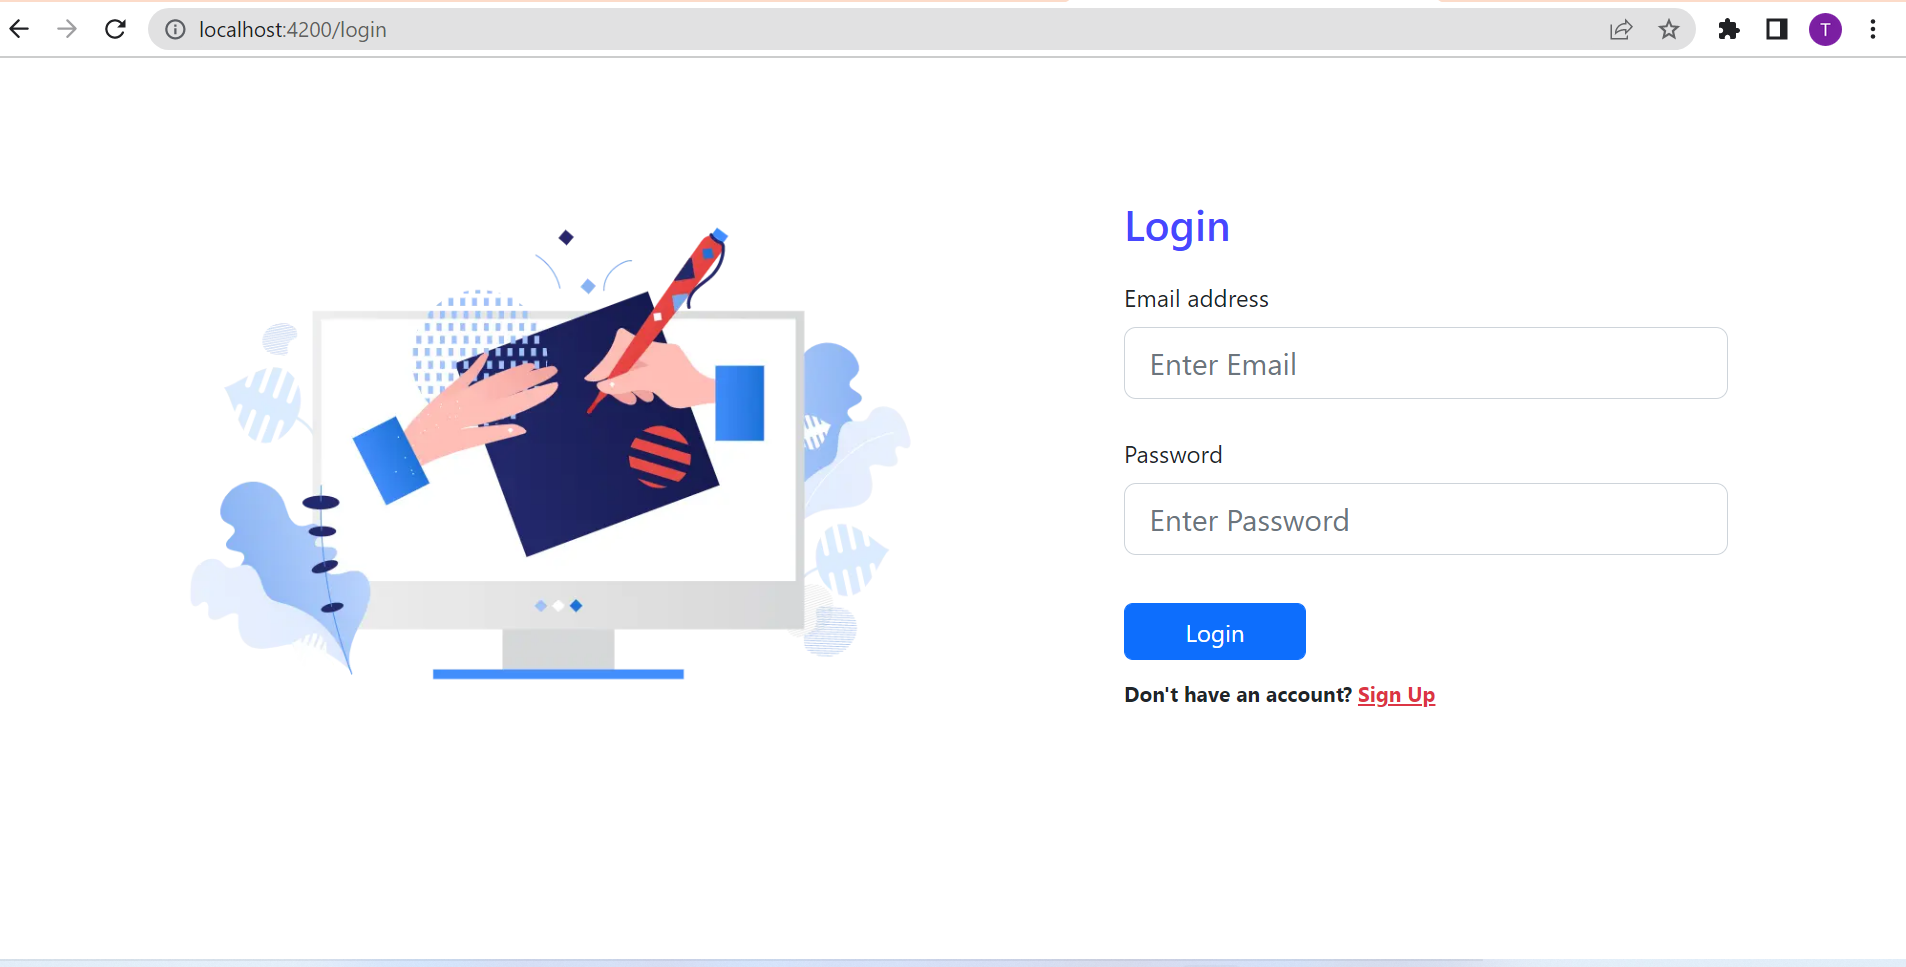 localhost:4200/login
T
Login
Email address
Enter Email
Password
Enter Password
Login
Don't have an account? Sign Up